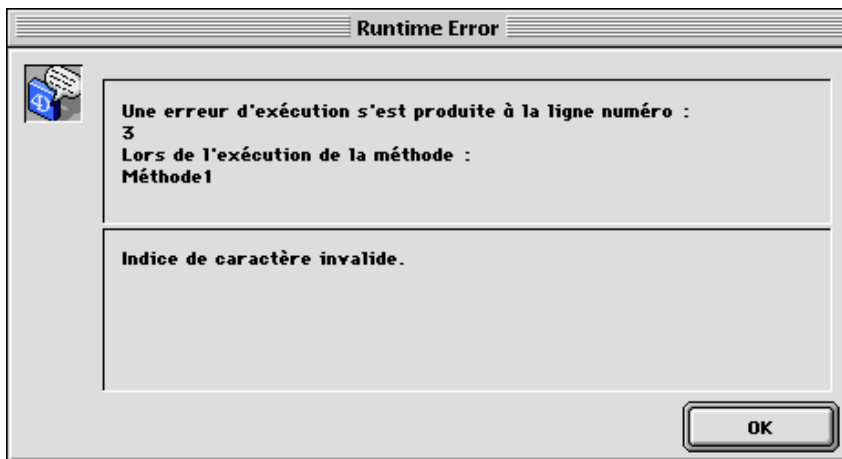 Runtime Error
Une erreur d'exécution s'est produite à la ligne numéro :
3
Lors de l'exécution de la méthode :
Méthode1
Indice de caractère invalide.
OK